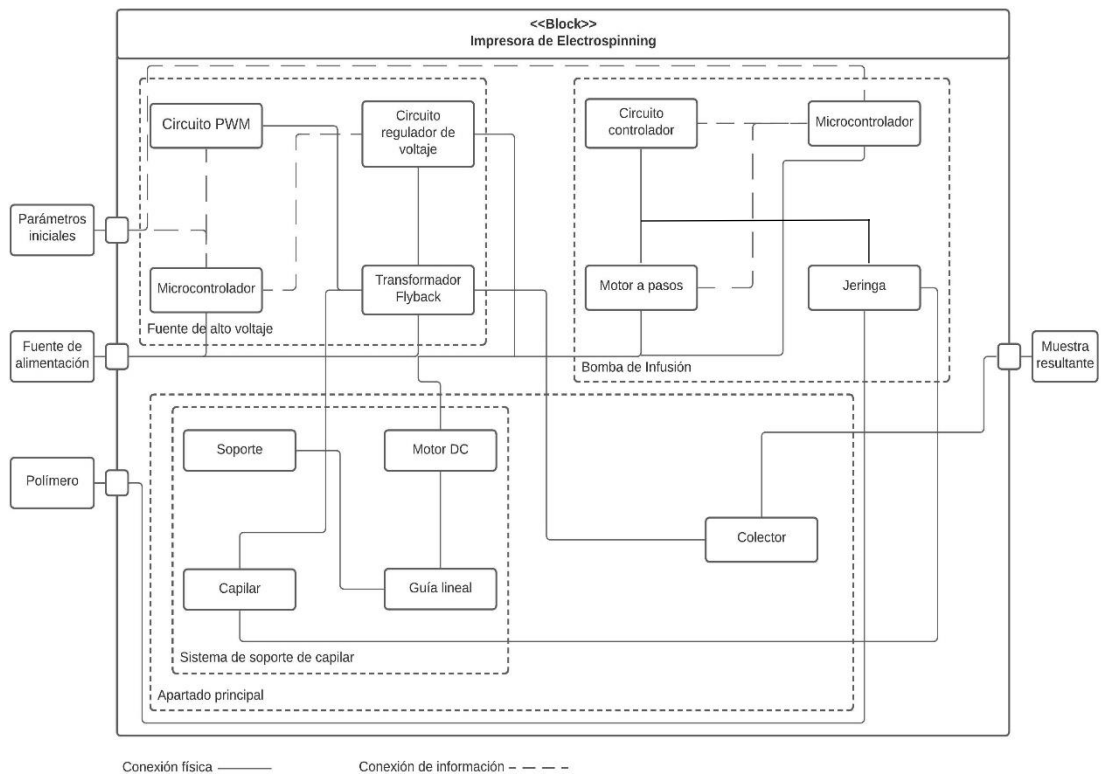 <<Block>>
Impresora de Electrospinning
Circuito PWM
Circuito
regulador de
voltaje
Microcontrolador
Transformador
Flyback
Fuente de alto voltaje
Circuito
controlador
Microcontrolador
Motor a pasos
Jeringa
Bomba de Infusión
Parámetros
iniciales
Fuente de
alimentación
Polímero
Muestra
resultante
Soporte
Motor DC
Capilar
Guía lineal
Sistema de soporte de capilar
Colector
Apartado principal
Conexión física
Conexión de información